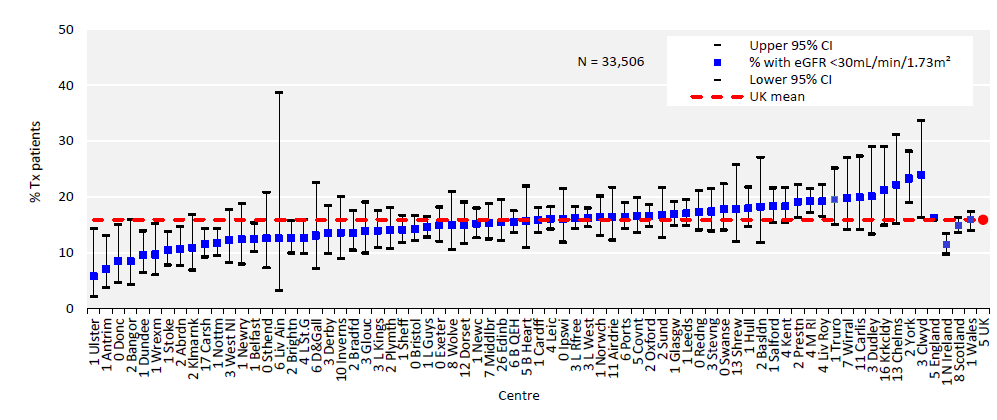 50
40
30
20
10
0
% Tx patients
N = 33,506
Upper 95% CI
% with eGFR <30mL/min/1.73m²
Lower 95% CI
UK mean
1 Ulster
1 Antrim
0 Donc
2 Bangor
1 Dundee
1 Wrexm
1 Stoke
2 Abrdn
2 Klmarnk
17 Carsh
1 Nottm
3 West NI
1 Newry
1 Belfast
0 Sthend
6 Liv Ain
2 Brightn
4 L St.G
6 D&Gall
3 Derby
10 Inverns
2 Bradfd
3 Glouc
3 L Kings
2 Plymth
1 Sheff
0 Bristol
1 L Guys
0 Exeter
8 Wolve
12 Dorset
1 Newc
7 Middlbr
26 Edinb
6 B QEH
5 B Heart
1 Cardff
4 Leic
0 Ipswi
3 L Rfree
3 L West
1 Norwch
11 Airdrie
6 Ports
5 Covnt
2 Oxford
2 Sund
1 Glasgw
1 Leeds
0 Redng
3 Stevng
0 Swanse
13 Shrew
1 Hull
2 Basldn
1 Salford
4 Kent
2 Prestn
4 M RI
4 Liv Roy
1 Truro
7 Wirral
11 Carlis
3 Dudley
16 Krkcldy
13 Chelms
2 York
3 Clwyd
5 England
1 N Ireland
8 Scotland
1 Wales
5 UK
Centre